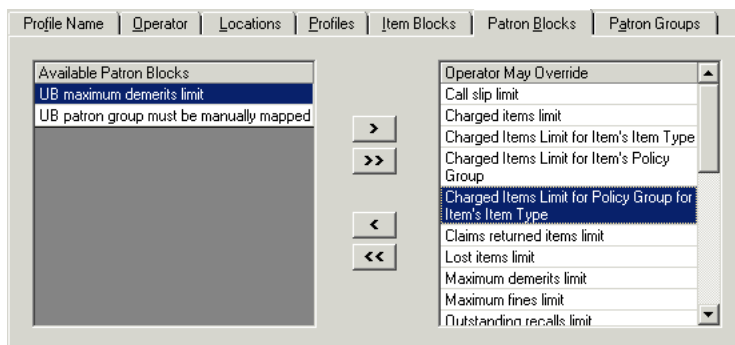 Profile Name Operator Locations Profiles Item Blocks Patron Blocks Patron Groups
Available Patron Blocks
UB maximum demerits limit
UB patron group must be manually mapped
>
>>
<
<<
Operator May Override
Call slip limit
Charged items limit
Charged Items Limit for Item's Item Type
Charged Items Limit for Item's Policy
Group
Charged Items Limit for Policy Group for
Item's Item Type
Claims returned items limit
Lost items limit
Maximum demerits limit
Maximum fines limit
Outstanding recalls limit